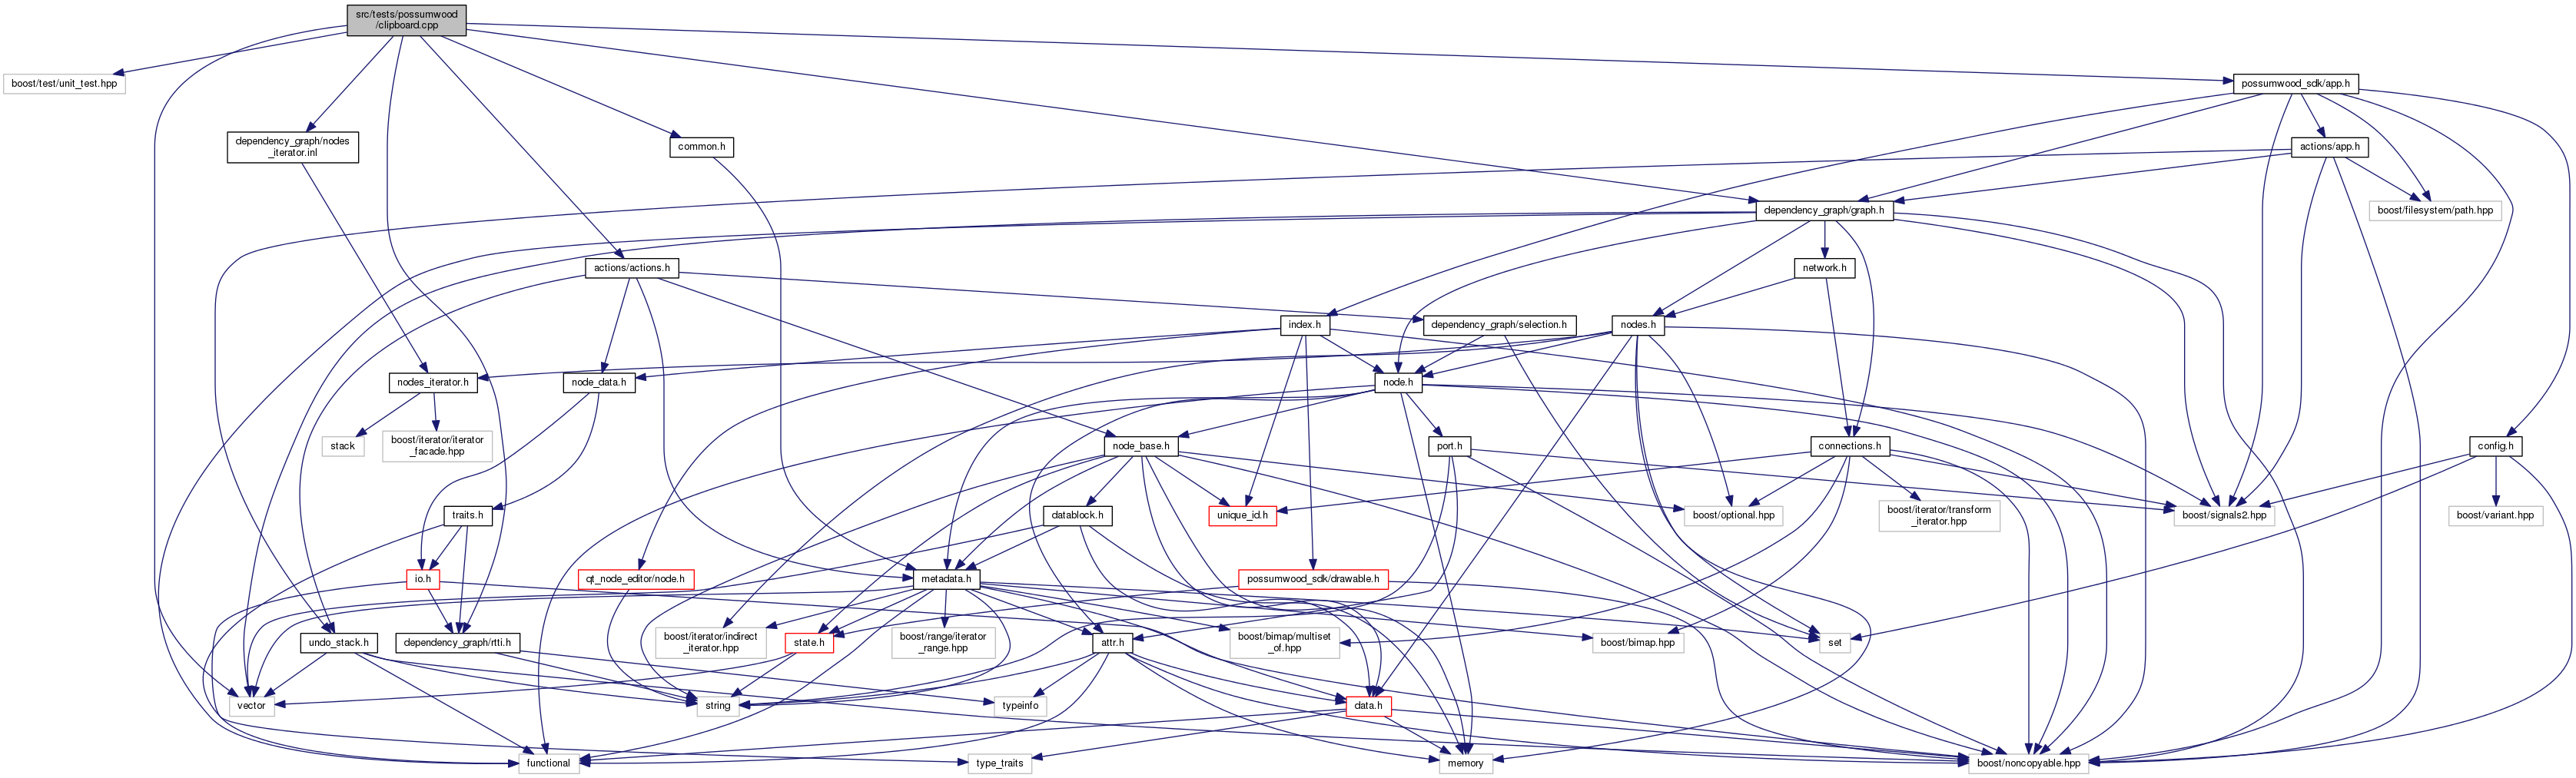 src/tests/possumwood
/clipboard.cpp
boost/test/unit_test.hpp
possumwood_sdk/app.h
dependency_graph/nodes
_iterator.inl
common.h
actions/app.h
dependency_graph/graph.h
boost/filesystem/path.hpp
actions/actions.h
network.h
index.h
dependency_graph/selection.h
nodes.h
nodes_iterator.h
node_data.h
node.h
stack
boost/iterator/iterator
_facade.hpp
node_base.h
port.h
connections.h
config.h
traits.h
datablock.h
unique_id.h
boost/optional.hpp
boost/iterator/transform
_iterator.hpp
boost/signals2.hpp
boost/variant.hpp
io.h
qt_node_editor/node.h
metadata.h
possumwood_sdk/drawable.h
undo_stack.h
dependency_graph/rtti.h
boost/iterator/indirect
_iterator.hpp
state.h
boost/range/iterator
_range.hpp
attr.h
boost/bimap/multiset
_of.hpp
boost/bimap.hpp
set
vector
string
typeinfo
data.h
functional
type_traits
memory
boost/noncopyable.hpp